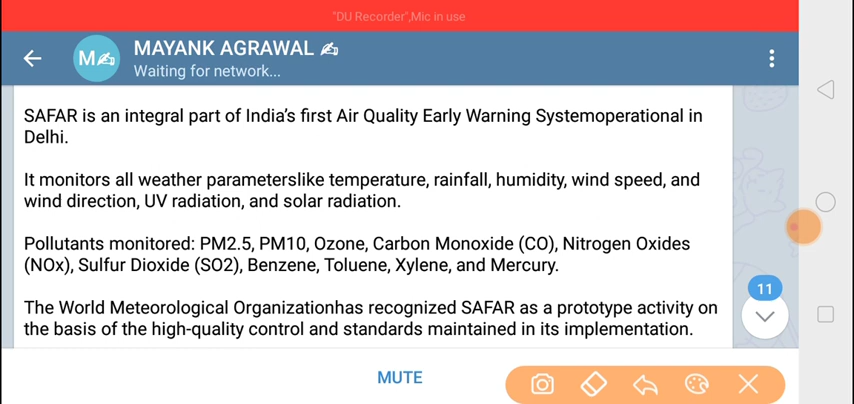 "DU Recorder",Mic in use
M✍
MAYANK AGRAWAL ✍
Waiting for network...
SAFAR is an integral part of India's first Air Quality Early Warning Systemoperational in
Delhi.
It monitors all weather parameterslike temperature, rainfall, humidity, wind speed, and
wind direction, UV radiation, and solar radiation.
Pollutants monitored: PM2.5, PM10, Ozone, Carbon Monoxide (CO), Nitrogen Oxides
(NOx), Sulfur Dioxide (SO2), Benzene, Toluene, Xylene, and Mercury.
11
The World Meteorological Organizationhas recognized SAFAR as a prototype activity on
the basis of the high-quality control and standards maintained in its implementation.
MUTE